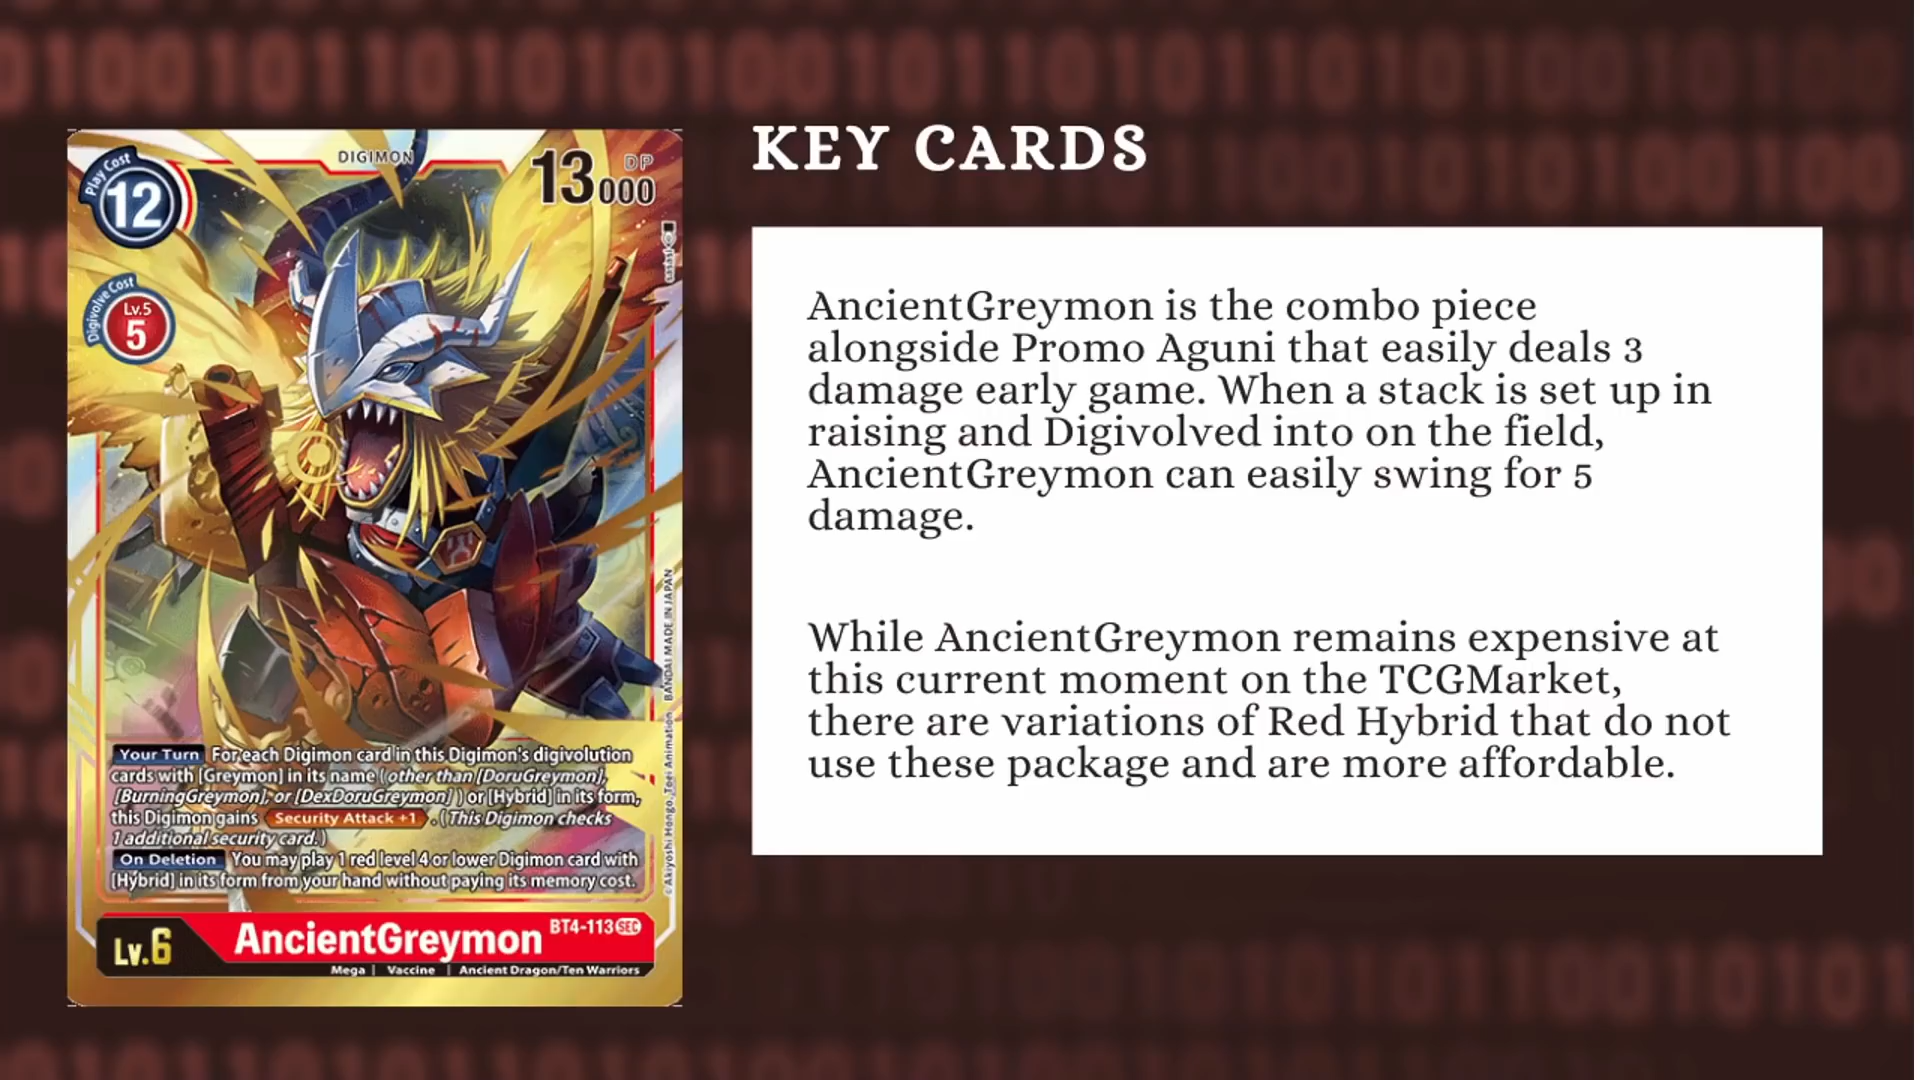 DIGIMON
Play Cost
12
13000 DP
Digivolve Cost
Lv.5
5
sasasi
Your Turn For each Digimon card in this Digimon's digivolution
cards with [Greymon] in its name (other than [DoruGreymon],
[BurningGreymon], or [DexDoruGreymon]) or [Hybrid] in its form,
this Digimon gains Security Attack +1. (This Digimon checks
1 additional security card.)
On Deletion You may play 1 red level 4 or lower Digimon card with
[Hybrid] in its form from your hand without paying its memory cost.
©Akiyoshi Hongo, Toei Animation BANDAI MADE IN JAPAN
Lv.6 AncientGreymon BT4-113 SEC
Mega | Vaccine | Ancient Dragon/Ten Warriors
KEY CARDS
AncientGreymon is the combo piece
alongside Promo Aguni that easily deals 3
damage early game. When a stack is set up in
raising and Digivolved into on the field,
AncientGreymon can easily swing for 5
damage.
While AncientGreymon remains expensive at
this current moment on the TCGMarket,
there are variations of Red Hybrid that do not
use these package and are more affordable.